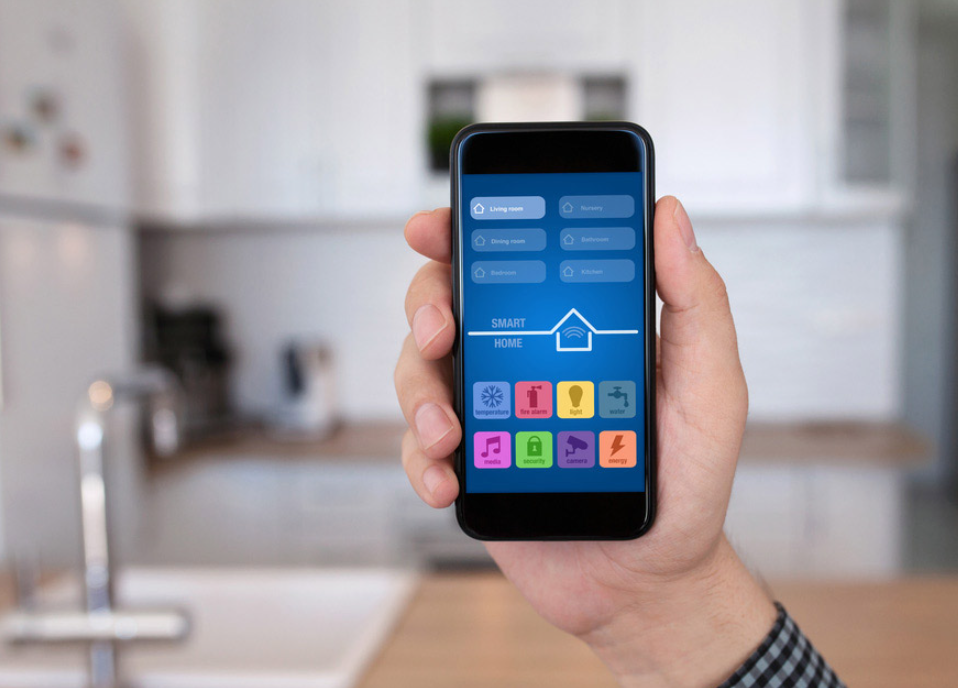 Living room Nursery
Dining room Bathroom
Bedroom Kitchen
SMART
HOME
temperature fire alarm light water
media security camera energy